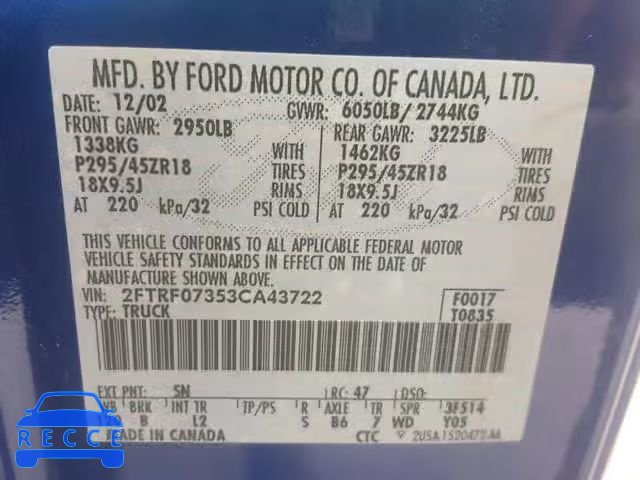 MFD. BY FORD MOTOR CO. OF CANADA, LTD.
DATE: 12/02 GVWR: 6050LB/ 2744KG
FRONT GAWR: 2950LB REAR GAWR: 3225LB
1338KG WITH 1462KG WITH
P295/45ZR18 TIRES P295/45ZR18 TIRES
18X9.5J RIMS 18X9.5J RIMS
AT 220 kPa/32 PSI COLD AT 220 kPa/32 PSI COLD
THIS VEHICLE CONFORMS TO ALL APPLICABLE FEDERAL MOTOR
VEHICLE SAFETY STANDARDS IN EFFECT ON THE DATE OF
MANUFACTURE SHOWN ABOVE.
VIN: 2FTRF07353CA43722 F0017
TYPE: TRUCK T0835
EXT PNT: SN RC: 47 DSO:
WB BRK INT TR TP/PS R AXLE TR SPR 3F514
B L2 S B6 7 WD Y05
MADE IN CANADA CTC
RECCE